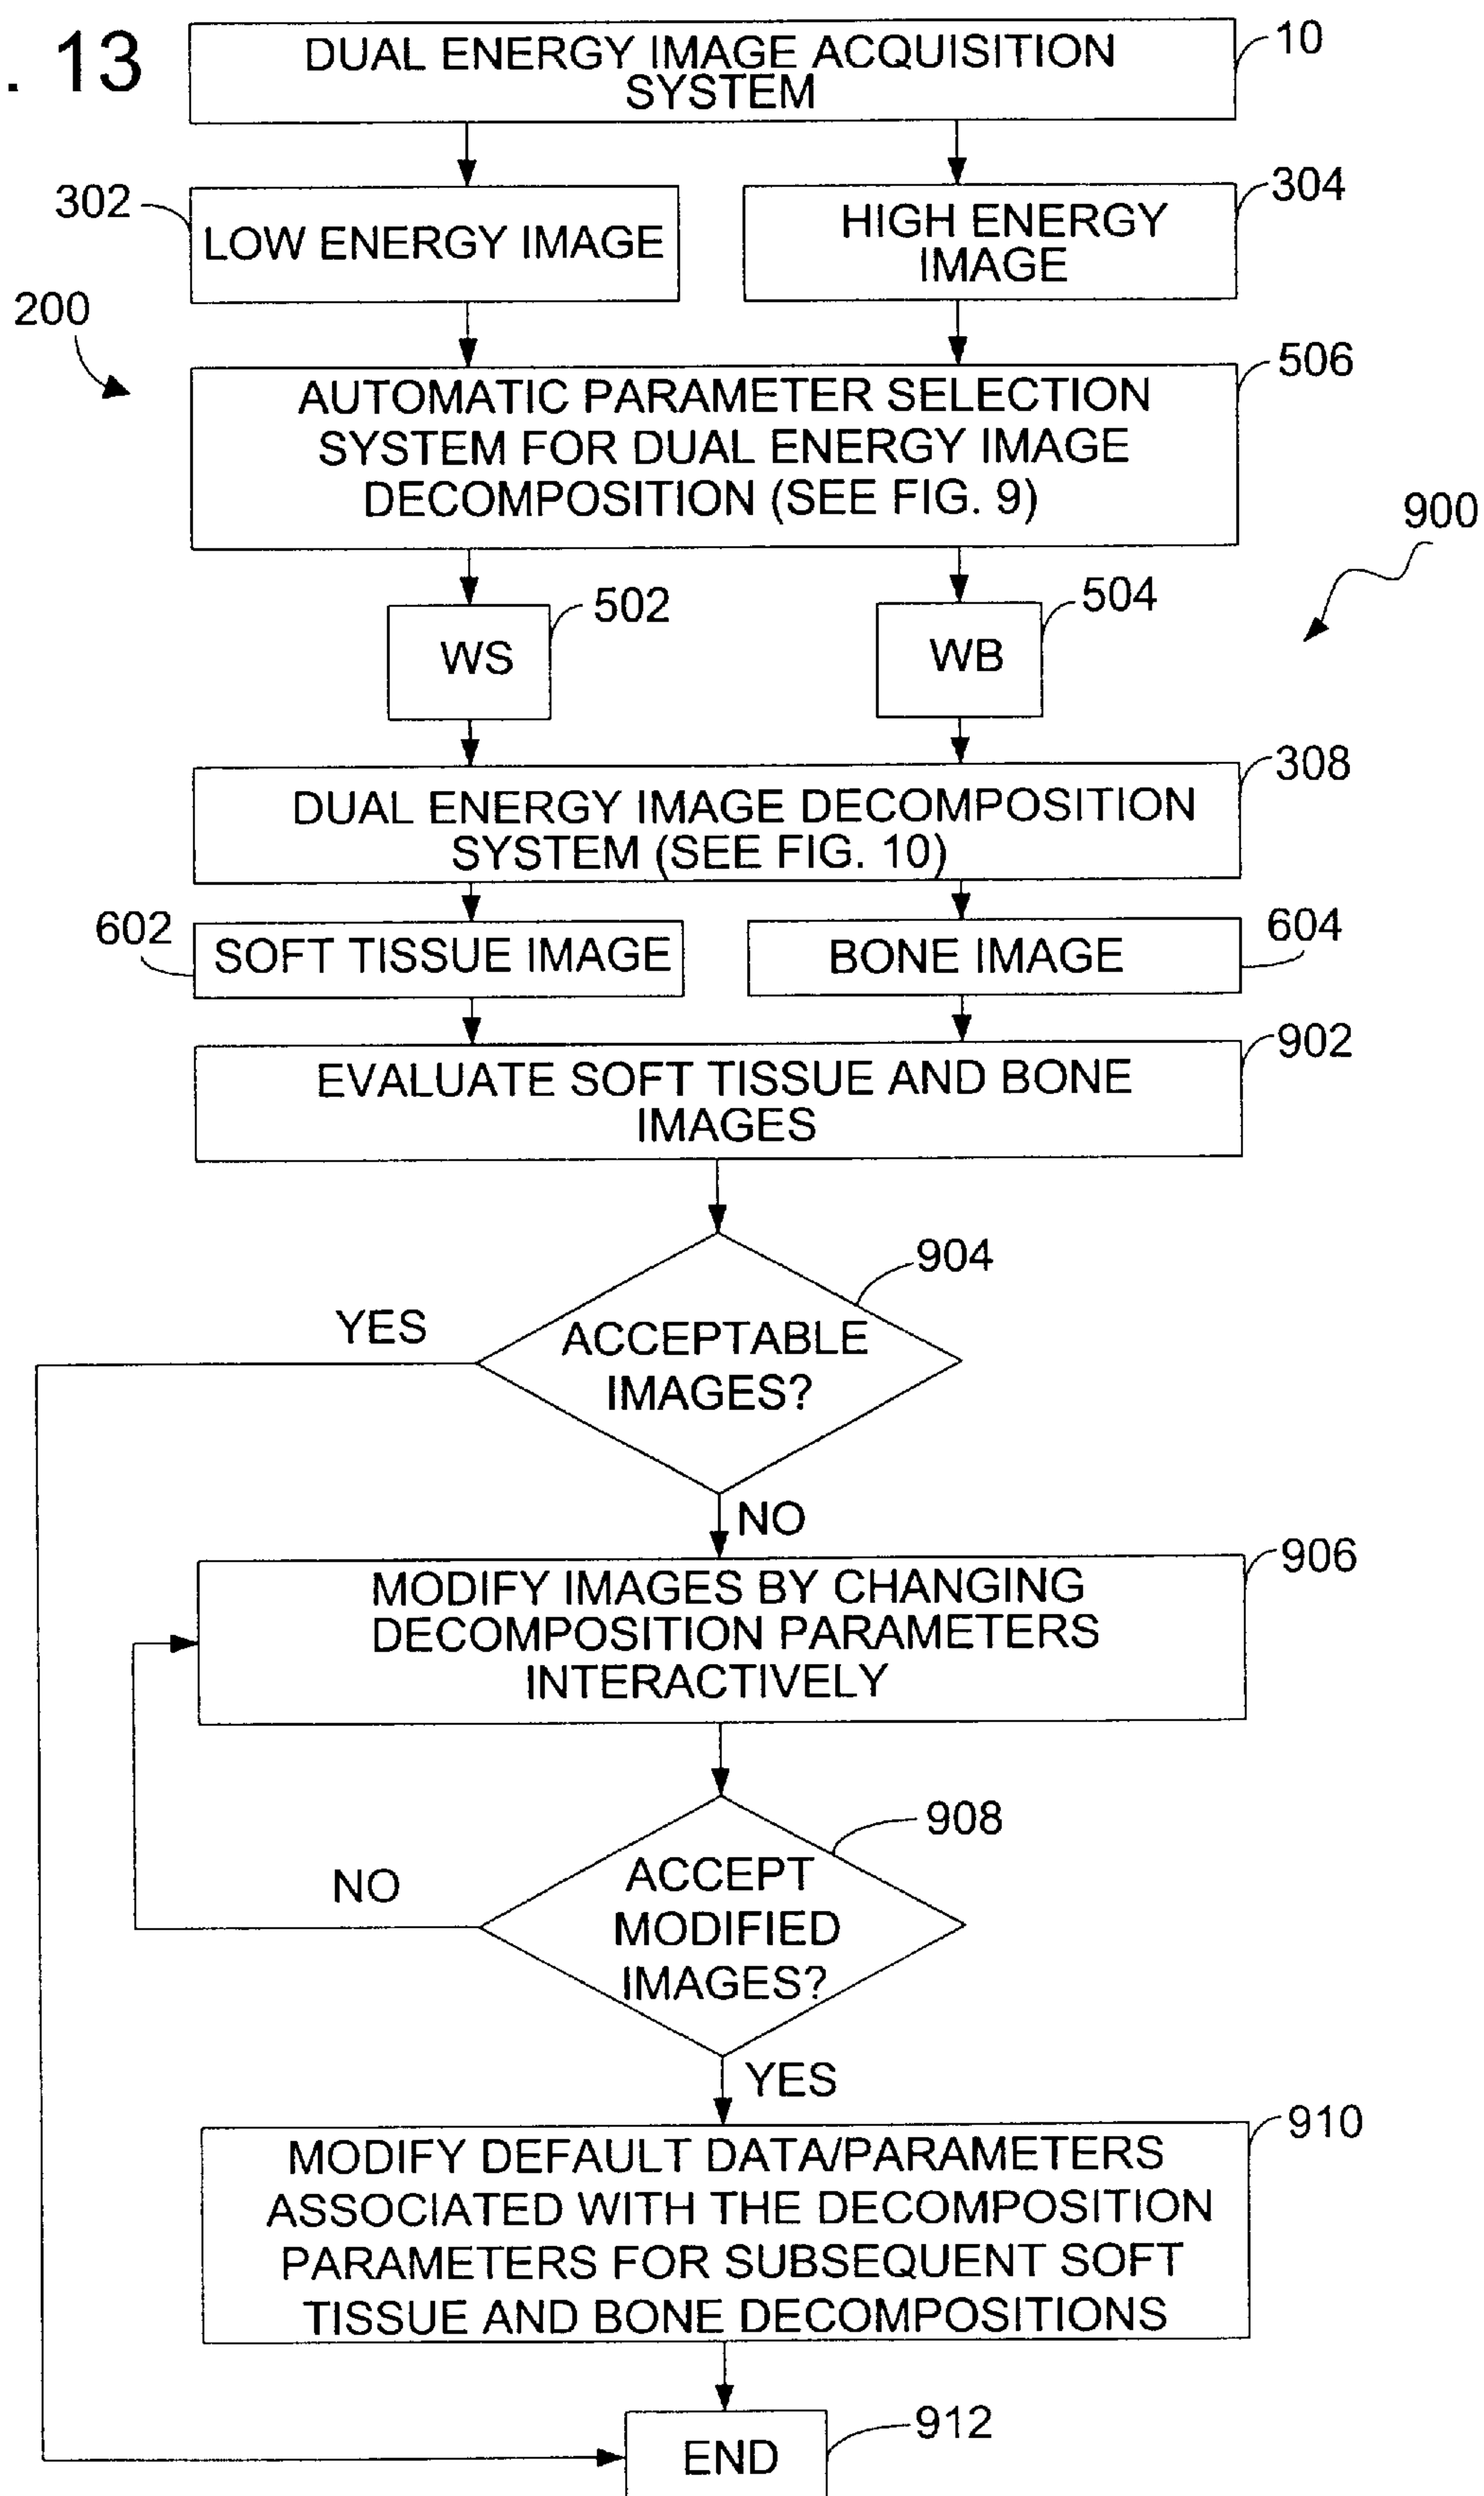 . 13
DUAL ENERGY IMAGE ACQUISITION
SYSTEM
10
302
LOW ENERGY IMAGE
HIGH ENERGY
IMAGE
304
200
AUTOMATIC PARAMETER SELECTION
SYSTEM FOR DUAL ENERGY IMAGE
DECOMPOSITION (SEE FIG. 9)
506
900
WS
502
WB
504
DUAL ENERGY IMAGE DECOMPOSITION
SYSTEM (SEE FIG. 10)
308
602
SOFT TISSUE IMAGE
BONE IMAGE
604
EVALUATE SOFT TISSUE AND BONE
IMAGES
902
904
YES
ACCEPTABLE
IMAGES?
NO
MODIFY IMAGES BY CHANGING
DECOMPOSITION PARAMETERS
INTERACTIVELY
906
908
NO
ACCEPT
MODIFIED
IMAGES?
YES
MODIFY DEFAULT DATA/PARAMETERS
ASSOCIATED WITH THE DECOMPOSITION
PARAMETERS FOR SUBSEQUENT SOFT
TISSUE AND BONE DECOMPOSITIONS
910
END
912